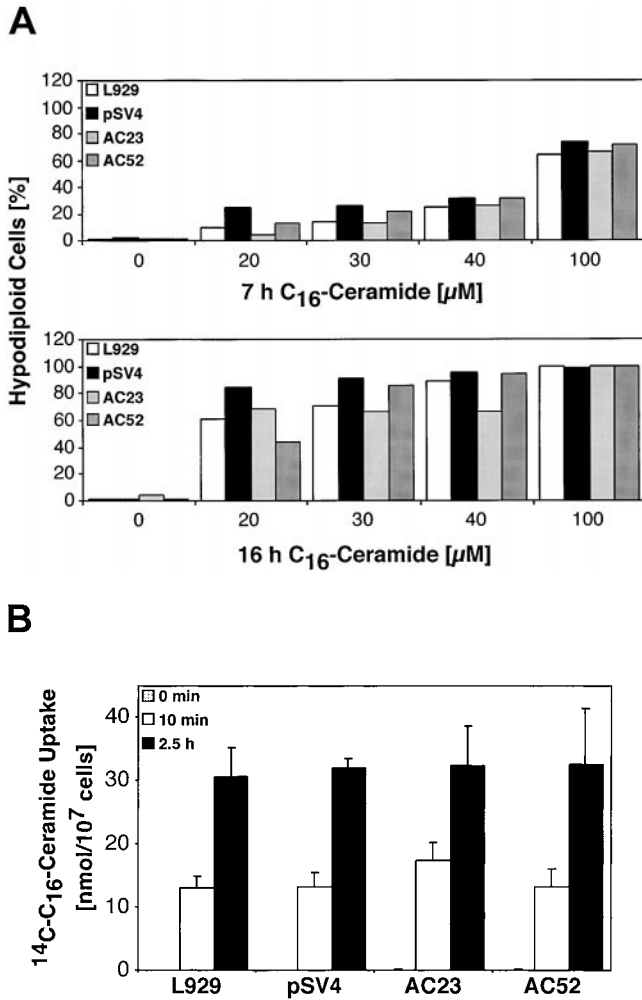 A
Hypodiploid Cells [%]
120
100
80
60
40
20
0
L929
pSV4
AC23
AC52
0 20 30 40 100
7 h C16-Ceramide [µM]
120
100
80
60
40
20
0
L929
pSV4
AC23
AC52
0 20 30 40 100
16 h C16-Ceramide [µM]
B
14C-C16-Ceramide Uptake
[nmol/10^7 cells]
40
30
20
10
0
0 min
10 min
2.5 h
L929 pSV4 AC23 AC52